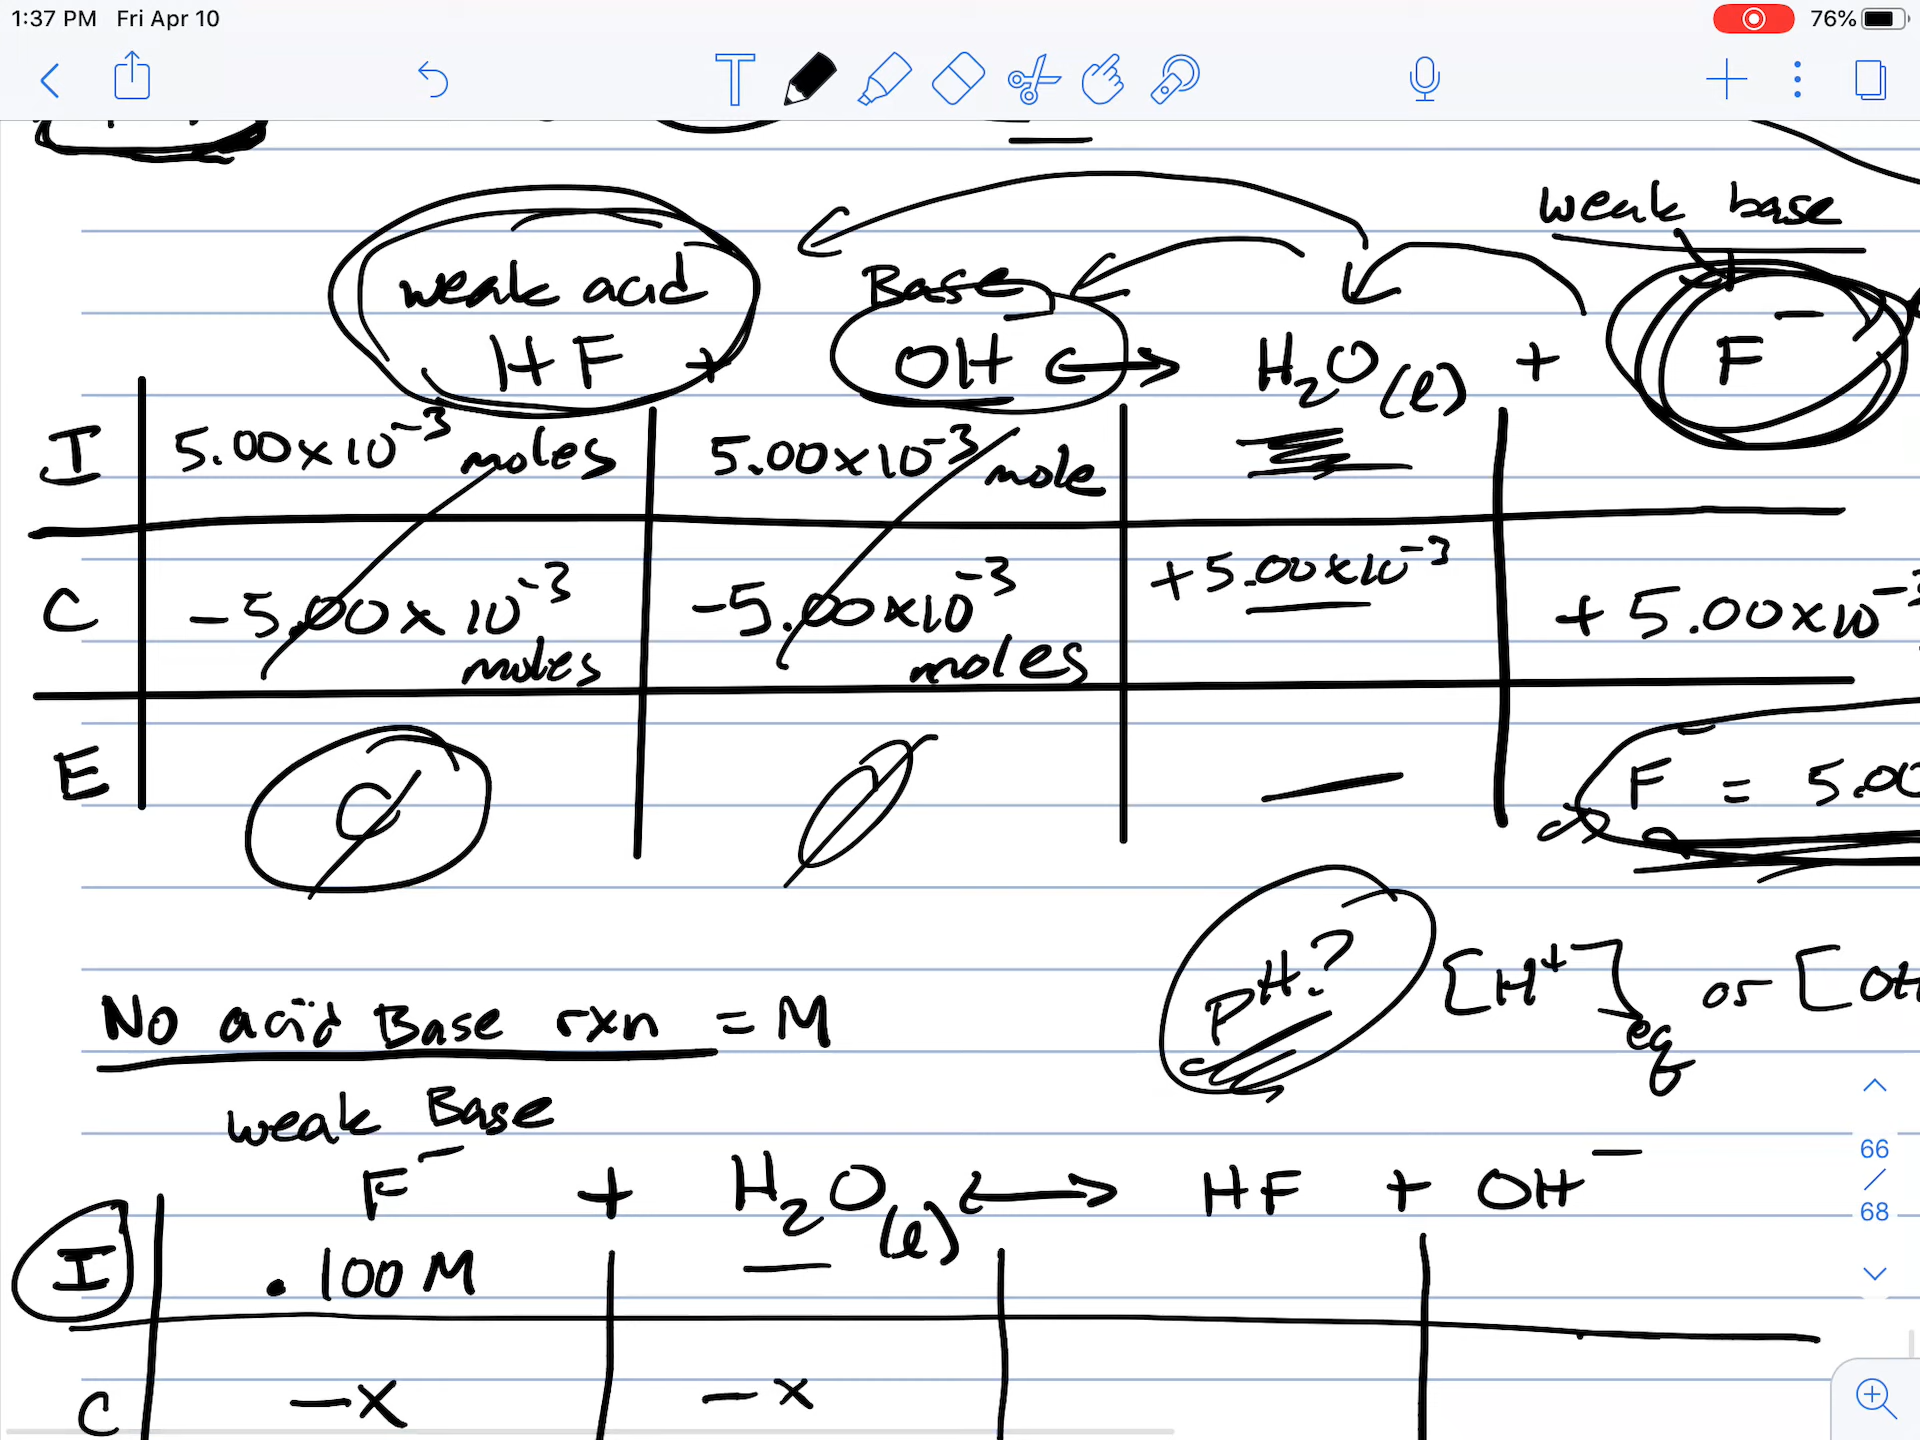 1:37 PM Fri Apr 10 76%
weak base
weak acid Base
HF + OH ⟷ H₂O(l) + F⁻
I 5.00x10⁻³ moles 5.00x10⁻³ mole
C -5.00x10⁻³ moles -5.00x10⁻³ moles +5.00x10⁻³ +5.00x10⁻³
E ∅ ∅ — F⁻ = 5.00
pH? [H⁺]eq or [OH
No acid Base rxn = M
weak Base
F⁻ + H₂O(l) ⟷ HF + OH⁻
I .100 M —
C -x -x
66
/
68